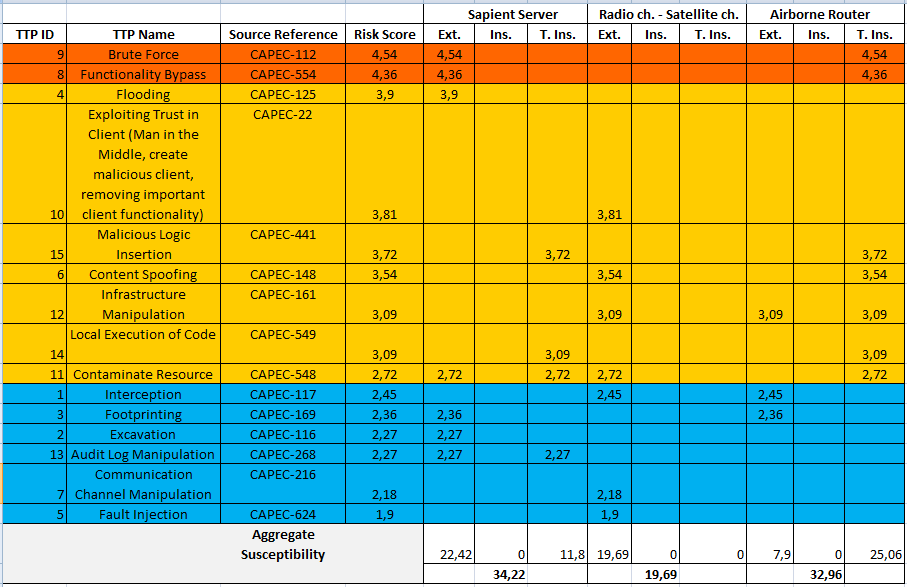 Sapient Server Radio ch. - Satellite ch. Airborne Router
TTP ID TTP Name Source Reference Risk Score Ext. Ins. T. Ins. Ext. Ins. T. Ins. Ext. Ins. T. Ins.
9 Brute Force CAPEC-112 4,54 4,54 4,54
8 Functionality Bypass CAPEC-554 4,36 4,36 4,36
4 Flooding CAPEC-125 3,9 3,9
Exploiting Trust in CAPEC-22
Client (Man in the
Middle, create
malicious client,
removing important
10 client functionality) 3,81 3,81
Malicious Logic CAPEC-441
15 Insertion 3,72 3,72 3,72
6 Content Spoofing CAPEC-148 3,54 3,54 3,54
Infrastructure CAPEC-161
12 Manipulation 3,09 3,09 3,09 3,09
Local Execution of Code CAPEC-549
14 3,09 3,09 3,09
11 Contaminate Resource CAPEC-548 2,72 2,72 2,72 2,72 2,72
1 Interception CAPEC-117 2,45 2,45 2,45
3 Footprinting CAPEC-169 2,36 2,36 2,36
2 Excavation CAPEC-116 2,27 2,27
13 Audit Log Manipulation CAPEC-268 2,27 2,27 2,27
Communication CAPEC-216
7 Channel Manipulation 2,18 2,18
5 Fault Injection CAPEC-624 1,9 1,9
Aggregate
Susceptibility 22,42 0 11,8 19,69 0 0 7,9 0 25,06
34,22 19,69 32,96